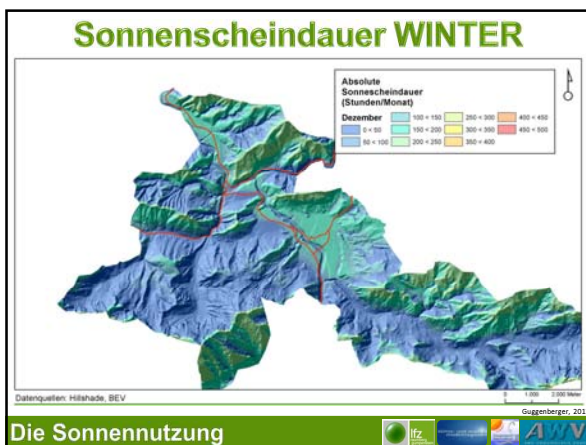 Sonnenscheindauer WINTER
Absolute
Sonnescheindauer
(Stunden/Monat)
Dezember
0 < 50
50 < 100
100 < 150
150 < 200
200 < 250
250 < 300
300 < 350
350 < 400
400 < 450
450 < 500
0 1.000 2.000 Meter
Datenquellen: Hillshade, BEV
Guggenberger, 201
Die Sonnennutzung
lfz
AWV